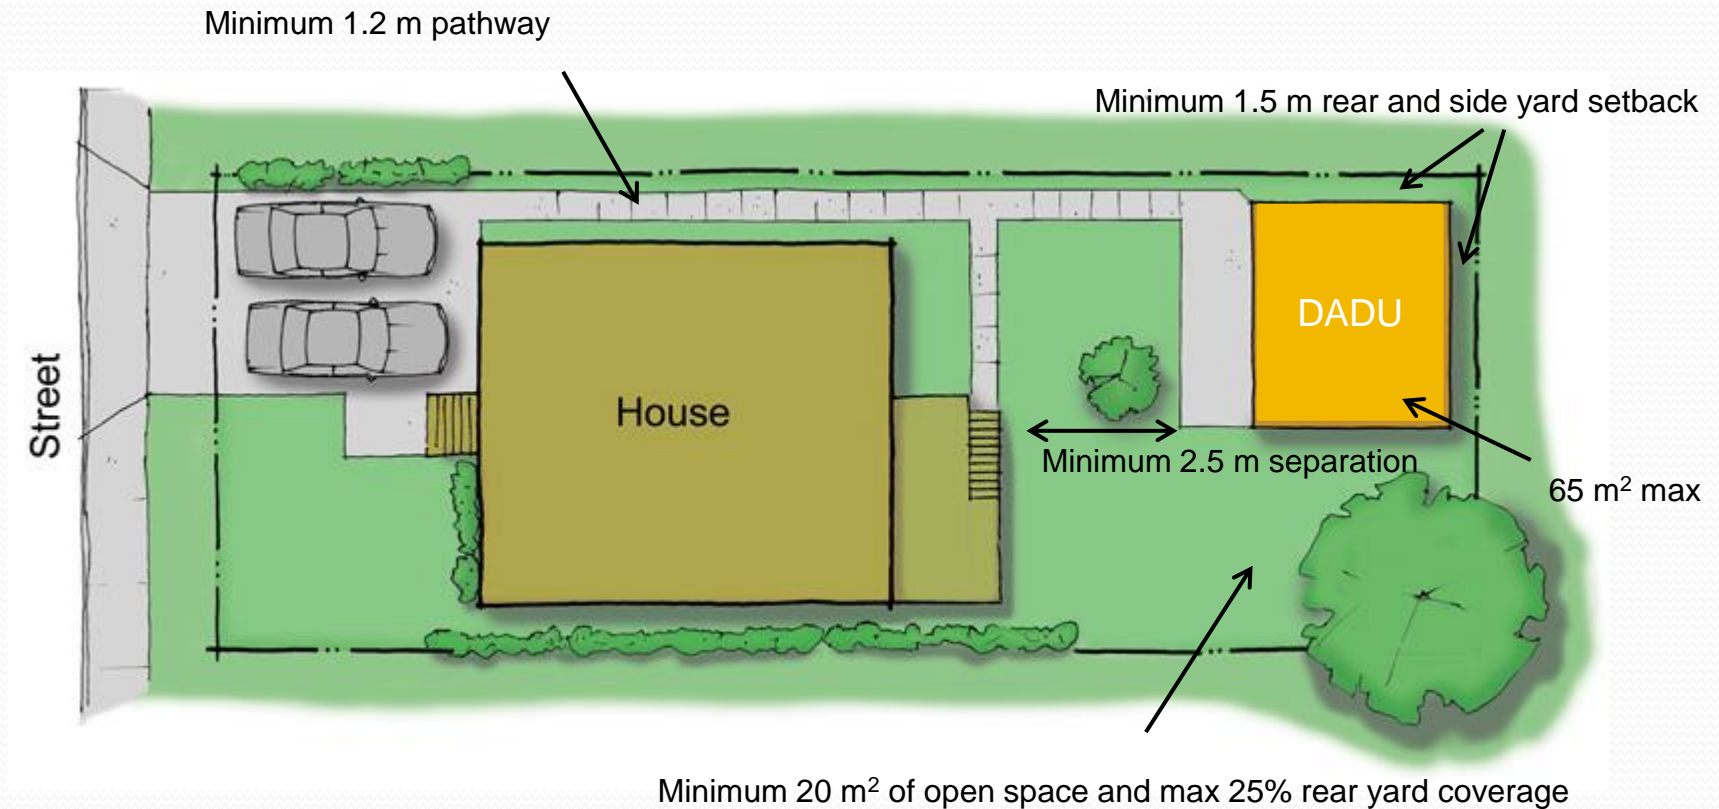 Minimum 1.2 m pathway
Minimum 1.5 m rear and side yard setback
DADU
Street
House
Minimum 2.5 m separation
65 m² max
Minimum 20 m² of open space and max 25% rear yard coverage